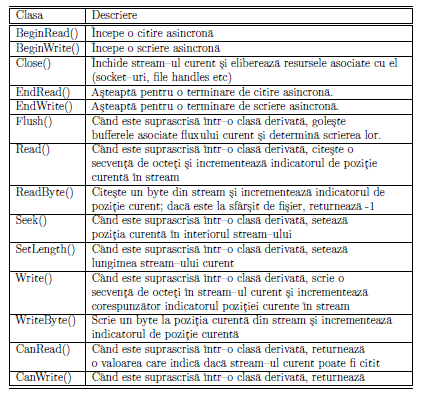 Clasa Descriere
BeginRead() Începe o citire asincronă
BeginWrite() Începe o scriere asincronă
Close() Închide stream–ul curent şi eliberează resursele asociate cu el
(socket–uri, file handles etc)
EndRead() Aşteaptă pentru o terminare de citire asincronă.
EndWrite() Aşteaptă pentru o terminare de scriere asincronă.
Flush() Când este suprascrisă într–o clasă derivată, goleşte
bufferele asociate fluxului curent şi determină scrierea lor.
Read() Când este suprascrisă într–o clasă derivată, citeşte o
secvenţă de octeţi şi incrementează indicatorul de poziţie
curentă în stream
ReadByte() Citeşte un byte din stream şi incrementează indicatorul de
poziţie curent; dacă este la sfârşit de fişier, returnează -1
Seek() Când este suprascrisă într–o clasă derivată, setează
poziţia curentă în interiorul stream–ului
SetLength() Când este suprascrisă într–o clasă derivată, setează
lungimea stream–ului curent
Write() Când este suprascrisă într–o clasă derivată, scrie o
secvenţă de octeţi în stream–ul curent şi incrementează
corespunzător indicatorul poziţiei curente în stream
WriteByte() Scrie un byte la poziţia curentă din stream şi incrementează
indicatorul de poziţie curentă
CanRead() Când este suprascrisă într–o clasă derivată, returnează
o valoarea care indică dacă stream–ul curent poate fi citit
CanWrite() Când este suprascrisă într–o clasă derivată, returnează